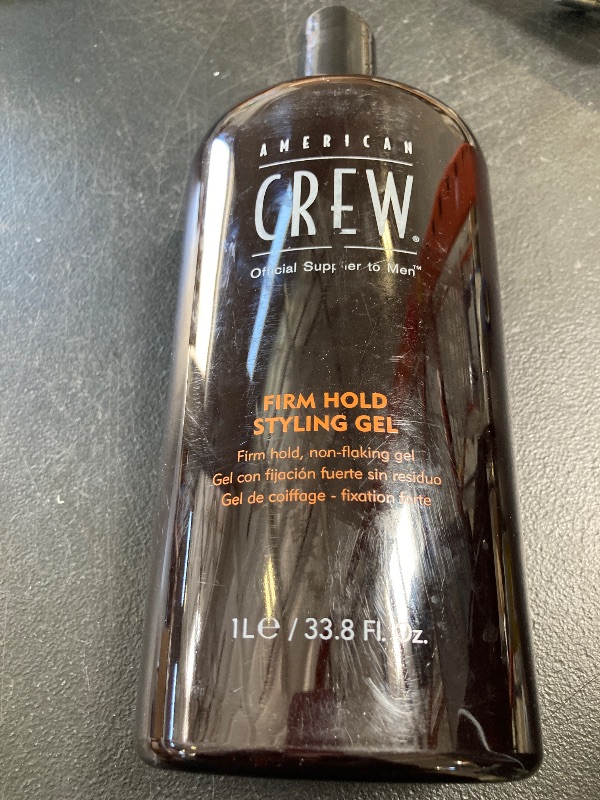 AMERICAN
CREW®
Official Supplier to Men™
FIRM HOLD
STYLING GEL
Firm hold, non-flaking gel
Gel con fijación fuerte sin residuo
Gel de coiffage - fixation forte
1L℮ / 33.8 Fl. Oz.